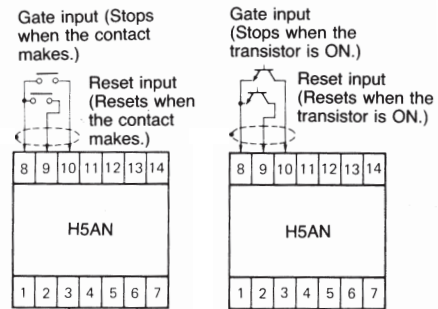 Gate input (Stops
when the contact
makes.)
Reset input
(Resets when
the contact
makes.)
8 9 10 11 12 13 14
H5AN
1 2 3 4 5 6 7
Gate input
(Stops when the
transistor is ON.)
Reset input
(Resets when the
transistor is ON.)
8 9 10 11 12 13 14
H5AN
1 2 3 4 5 6 7